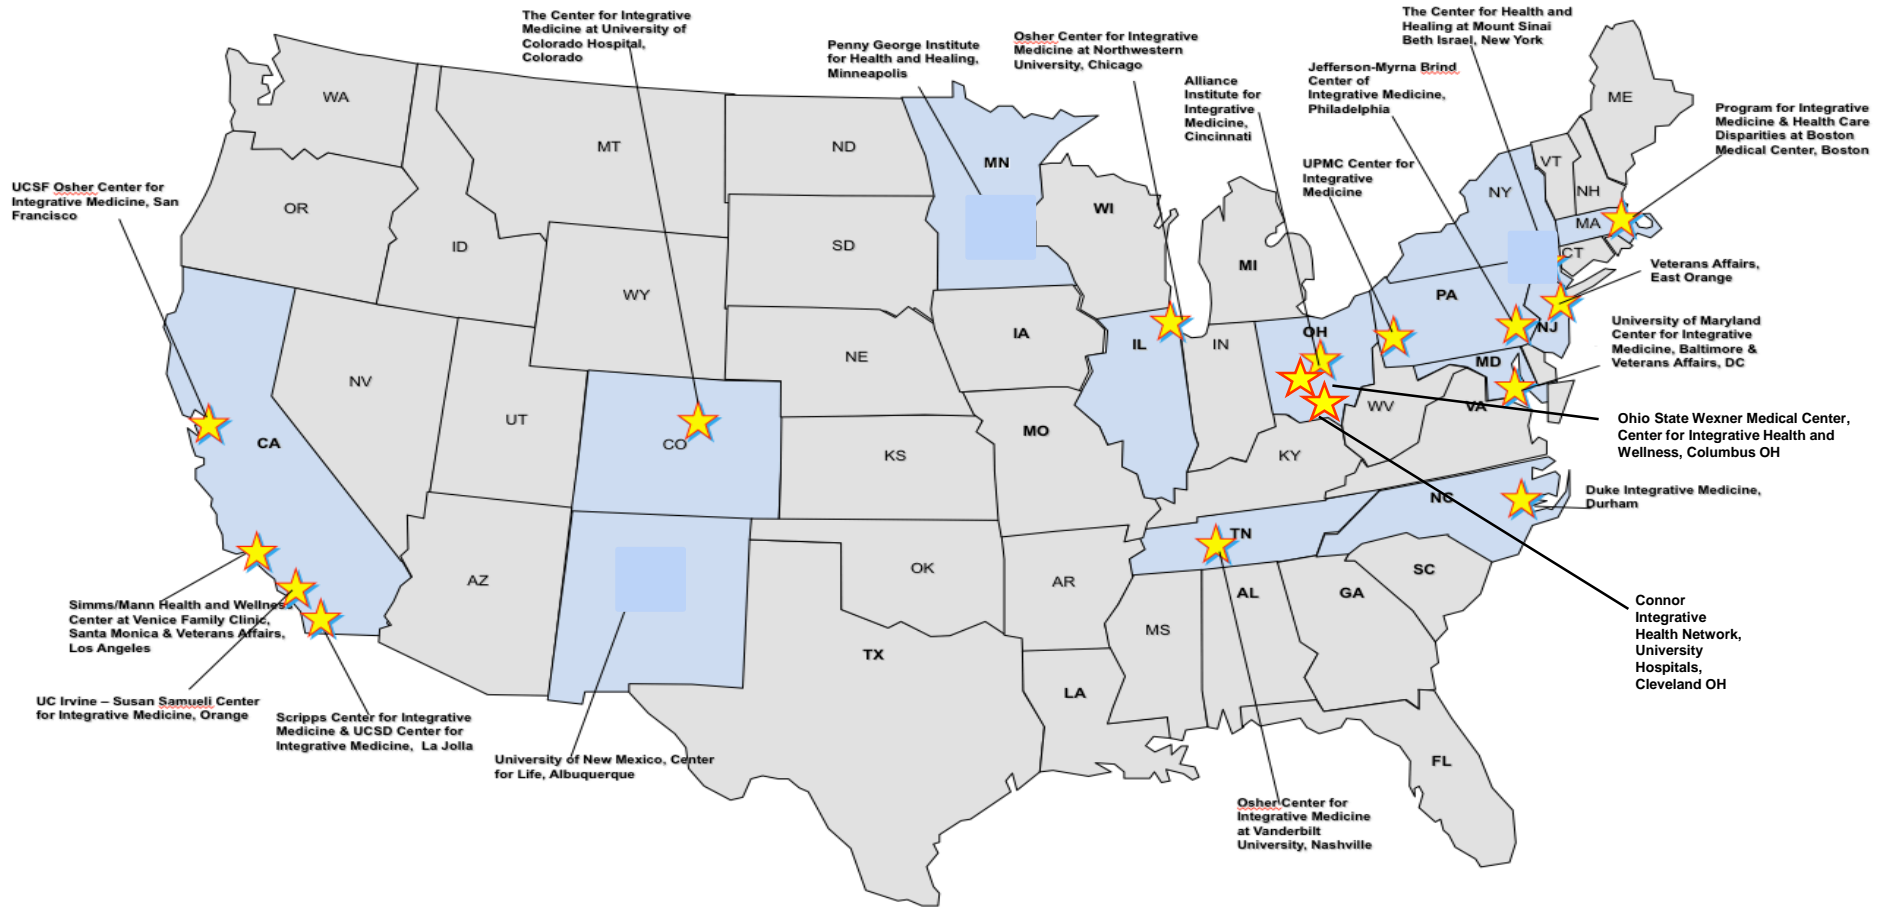 The Center for Integrative
Medicine at University of
Colorado Hospital,
Colorado
Penny George Institute
for Health and Healing,
Minneapolis
Osher Center for Integrative
Medicine at Northwestern
University, Chicago
Alliance
Institute for
Integrative
Medicine,
Cincinnati
Jefferson-Myrna Brind
Center of
Integrative Medicine,
Philadelphia
The Center for Health and
Healing at Mount Sinai
Beth Israel, New York
Program for Integrative
Medicine & Health Care
Disparities at Boston
Medical Center, Boston
UPMC Center for
Integrative
Medicine
UCSF Osher Center for
Integrative Medicine, San
Francisco
Veterans Affairs,
East Orange
University of Maryland
Center for Integrative
Medicine, Baltimore &
Veterans Affairs, DC
Ohio State Wexner Medical Center,
Center for Integrative Health and
Wellness, Columbus OH
Duke Integrative Medicine,
Durham
Connor
Integrative
Health Network,
University
Hospitals,
Cleveland OH
Simms/Mann Health and Wellness
Center at Venice Family Clinic,
Santa Monica & Veterans Affairs,
Los Angeles
UC Irvine – Susan Samueli Center
for Integrative Medicine, Orange
Scripps Center for Integrative
Medicine & UCSD Center for
Integrative Medicine, La Jolla
University of New Mexico, Center
for Life, Albuquerque
Osher Center for
Integrative Medicine
at Vanderbilt
University, Nashville
WA
MT
ND
MN
ME
VT
NH
NY
MA
CT
OR
ID
SD
WI
MI
WY
IA
NE
PA
NJ
OH
IL
IN
MD
NV
UT
CO
CA
KS
MO
KY
WV
VA
NC
TN
AZ
OK
AR
SC
MS
AL
GA
TX
LA
FL